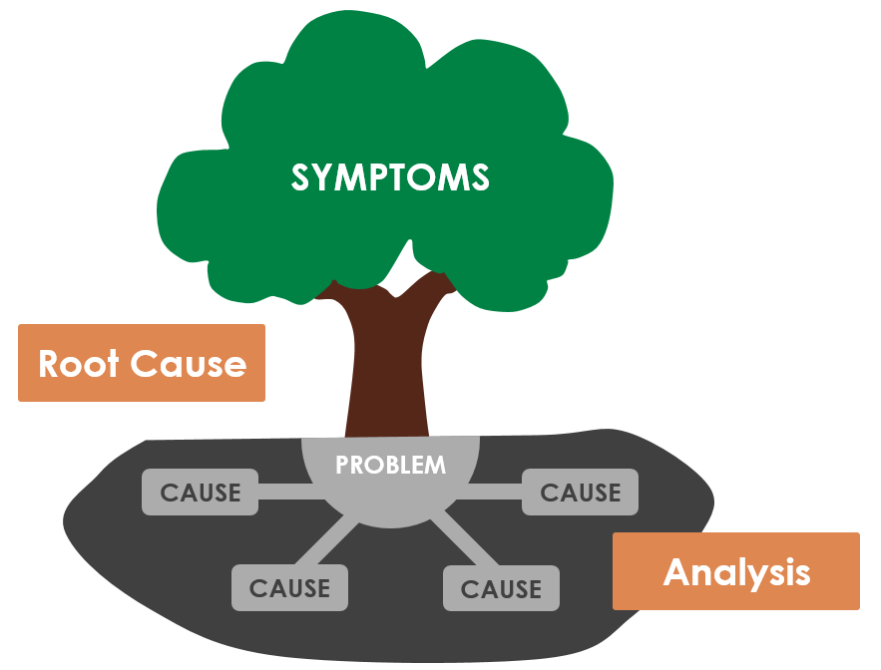 SYMPTOMS
Root Cause
PROBLEM
CAUSE
CAUSE
CAUSE
CAUSE
Analysis